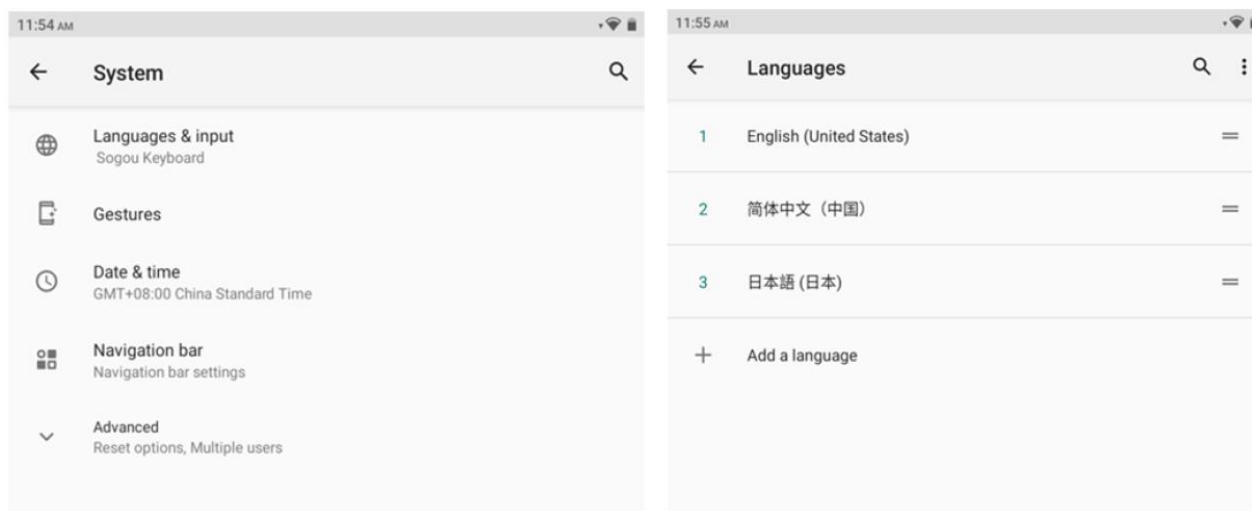 11:54 AM
System
Languages & input
Sogou Keyboard
Gestures
Date & time
GMT+08:00 China Standard Time
Navigation bar
Navigation bar settings
Advanced
Reset options, Multiple users
11:55 AM
Languages
1 English (United States)
2 简体中文（中国）
3 日本語 (日本)
Add a language